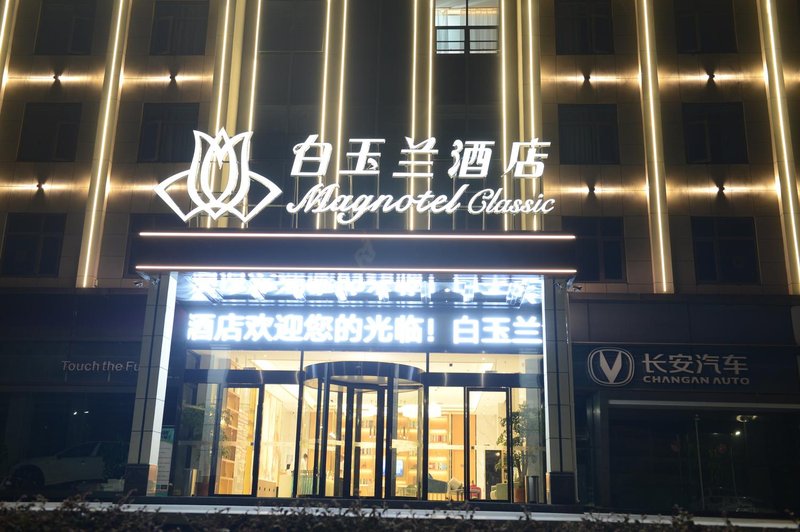 白玉兰酒店
Magnotel Classic
酒店欢迎您的光临！白玉兰
Touch the Fu
长安汽车
CHANGAN AUTO